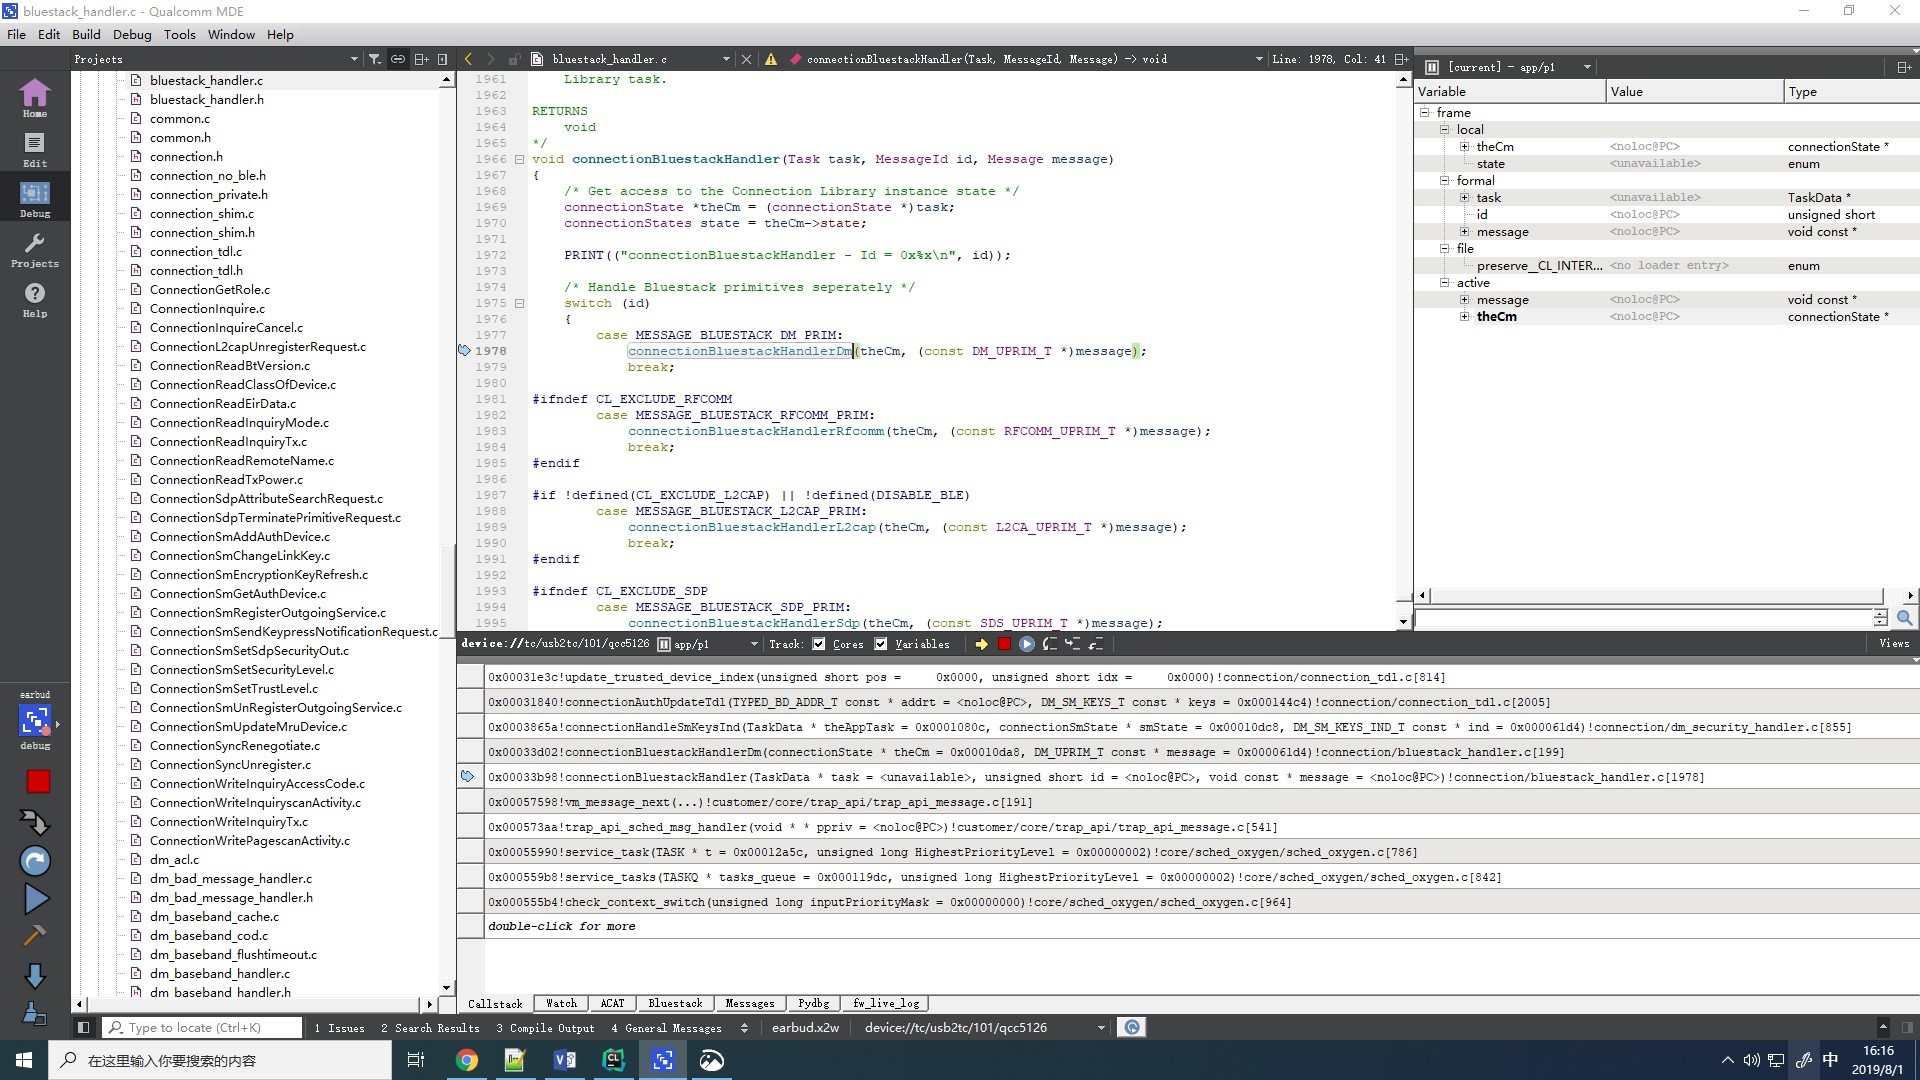 bluestack_handler.c - Qualcomm MDE
File Edit Build Debug Tools Window Help
Projects
bluestack_handler.c
connectionBluestackHandler(Task, MessageId, Message) -> void
Line: 1978, Col: 41
[current] - app/p1
Home
Edit
Debug
Projects
Help
earbud
debug
bluestack_handler.c
bluestack_handler.h
common.c
common.h
connection.h
connection_no_ble.h
connection_private.h
connection_shim.c
connection_shim.h
connection_tdl.c
connection_tdl.h
ConnectionGetRole.c
ConnectionInquire.c
ConnectionInquireCancel.c
ConnectionL2capUnregisterRequest.c
ConnectionReadBtVersion.c
ConnectionReadClassOfDevice.c
ConnectionReadEirData.c
ConnectionReadInquiryMode.c
ConnectionReadInquiryTx.c
ConnectionReadRemoteName.c
ConnectionReadTxPower.c
ConnectionSdpAttributeSearchRequest.c
ConnectionSdpTerminatePrimitiveRequest.c
ConnectionSmAddAuthDevice.c
ConnectionSmChangeLinkKey.c
ConnectionSmEncryptionKeyRefresh.c
ConnectionSmGetAuthDevice.c
ConnectionSmRegisterOutgoingService.c
ConnectionSmSendKeypressNotificationRequest.c
ConnectionSmSetSdpSecurityOut.c
ConnectionSmSetSecurityLevel.c
ConnectionSmSetTrustLevel.c
ConnectionSmUnRegisterOutgoingService.c
ConnectionSmUpdateMruDevice.c
ConnectionSyncRenegotiate.c
ConnectionSyncUnregister.c
ConnectionWriteInquiryAccessCode.c
ConnectionWriteInquiryscanActivity.c
ConnectionWriteInquiryTx.c
ConnectionWritePagescanActivity.c
dm_acl.c
dm_bad_message_handler.c
dm_bad_message_handler.h
dm_baseband_cache.c
dm_baseband_cod.c
dm_baseband_flushtimeout.c
dm_baseband_handler.c
dm_baseband_handler.h
1961 Library task.
1962
1963 RETURNS
1964 void
1965 */
1966 void connectionBluestackHandler(Task task, MessageId id, Message message)
1967 {
1968 /* Get access to the Connection Library instance state */
1969 connectionState *theCm = (connectionState *)task;
1970 connectionStates state = theCm->state;
1971
1972 PRINT(("connectionBluestackHandler - Id = 0x%x\n", id));
1973
1974 /* Handle Bluestack primitives seperately */
1975 switch (id)
1976 {
1977 case MESSAGE_BLUESTACK_DM_PRIM:
1978 connectionBluestackHandlerDm(theCm, (const DM_UPRIM_T *)message);
1979 break;
1980
1981 #ifndef CL_EXCLUDE_RFCOMM
1982 case MESSAGE_BLUESTACK_RFCOMM_PRIM:
1983 connectionBluestackHandlerRfcomm(theCm, (const RFCOMM_UPRIM_T *)message);
1984 break;
1985 #endif
1986
1987 #if !defined(CL_EXCLUDE_L2CAP) || !defined(DISABLE_BLE)
1988 case MESSAGE_BLUESTACK_L2CAP_PRIM:
1989 connectionBluestackHandlerL2cap(theCm, (const L2CA_UPRIM_T *)message);
1990 break;
1991 #endif
1992
1993 #ifndef CL_EXCLUDE_SDP
1994 case MESSAGE_BLUESTACK_SDP_PRIM:
1995 connectionBluestackHandlerSdp(theCm, (const SDS_UPRIM_T *)message);
Variable Value Type
frame
local
theCm <noloc@PC> connectionState *
state <unavailable> enum
formal
task <unavailable> TaskData *
id <noloc@PC> unsigned short
message <noloc@PC> void const *
file
preserve__CL_INTER... <no loader entry> enum
active
message <noloc@PC> void const *
theCm <noloc@PC> connectionState *
device://tc/usb2tc/101/qcc5126 app/p1 Track: Cores Variables Views
0x00031e3c!update_trusted_device_index(unsigned short pos = 0x0000, unsigned short idx = 0x0000)!connection/connection_tdl.c[814]
0x00031840!connectionAuthUpdateTdl(TYPED_BD_ADDR_T const * addrt = <noloc@PC>, DM_SM_KEYS_T const * keys = 0x000144c4)!connection/connection_tdl.c[2005]
0x0003865a!connectionHandleSmKeysInd(TaskData * theAppTask = 0x0001080c, connectionSmState * smState = 0x00010dc8, DM_SM_KEYS_IND_T const * ind = 0x000061d4)!connection/dm_security_handler.c[855]
0x00033d02!connectionBluestackHandlerDm(connectionState * theCm = 0x00010da8, DM_UPRIM_T const * message = 0x000061d4)!connection/bluestack_handler.c[199]
0x00033b98!connectionBluestackHandler(TaskData * task = <unavailable>, unsigned short id = <noloc@PC>, void const * message = <noloc@PC>)!connection/bluestack_handler.c[1978]
0x00057598!vm_message_next(...)!customer/core/trap_api/trap_api_message.c[191]
0x000573aa!trap_api_sched_msg_handler(void * * ppriv = <noloc@PC>)!customer/core/trap_api/trap_api_message.c[541]
0x00055990!service_task(TASK * t = 0x00012a5c, unsigned long HighestPriorityLevel = 0x00000002)!core/sched_oxygen/sched_oxygen.c[786]
0x000559b8!service_tasks(TASKQ * tasks_queue = 0x000119dc, unsigned long HighestPriorityLevel = 0x00000002)!core/sched_oxygen/sched_oxygen.c[842]
0x000555b4!check_context_switch(unsigned long inputPriorityMask = 0x00000000)!core/sched_oxygen/sched_oxygen.c[964]
double-click for more
Callstack Watch ACAT Bluestack Messages Pydbg fw_live_log
Type to locate (Ctrl+K) 1 Issues 2 Search Results 3 Compile Output 4 General Messages earbud.x2w device://tc/usb2tc/101/qcc5126
在这里输入你要搜索的内容
CL
中
16:16
2019/8/1